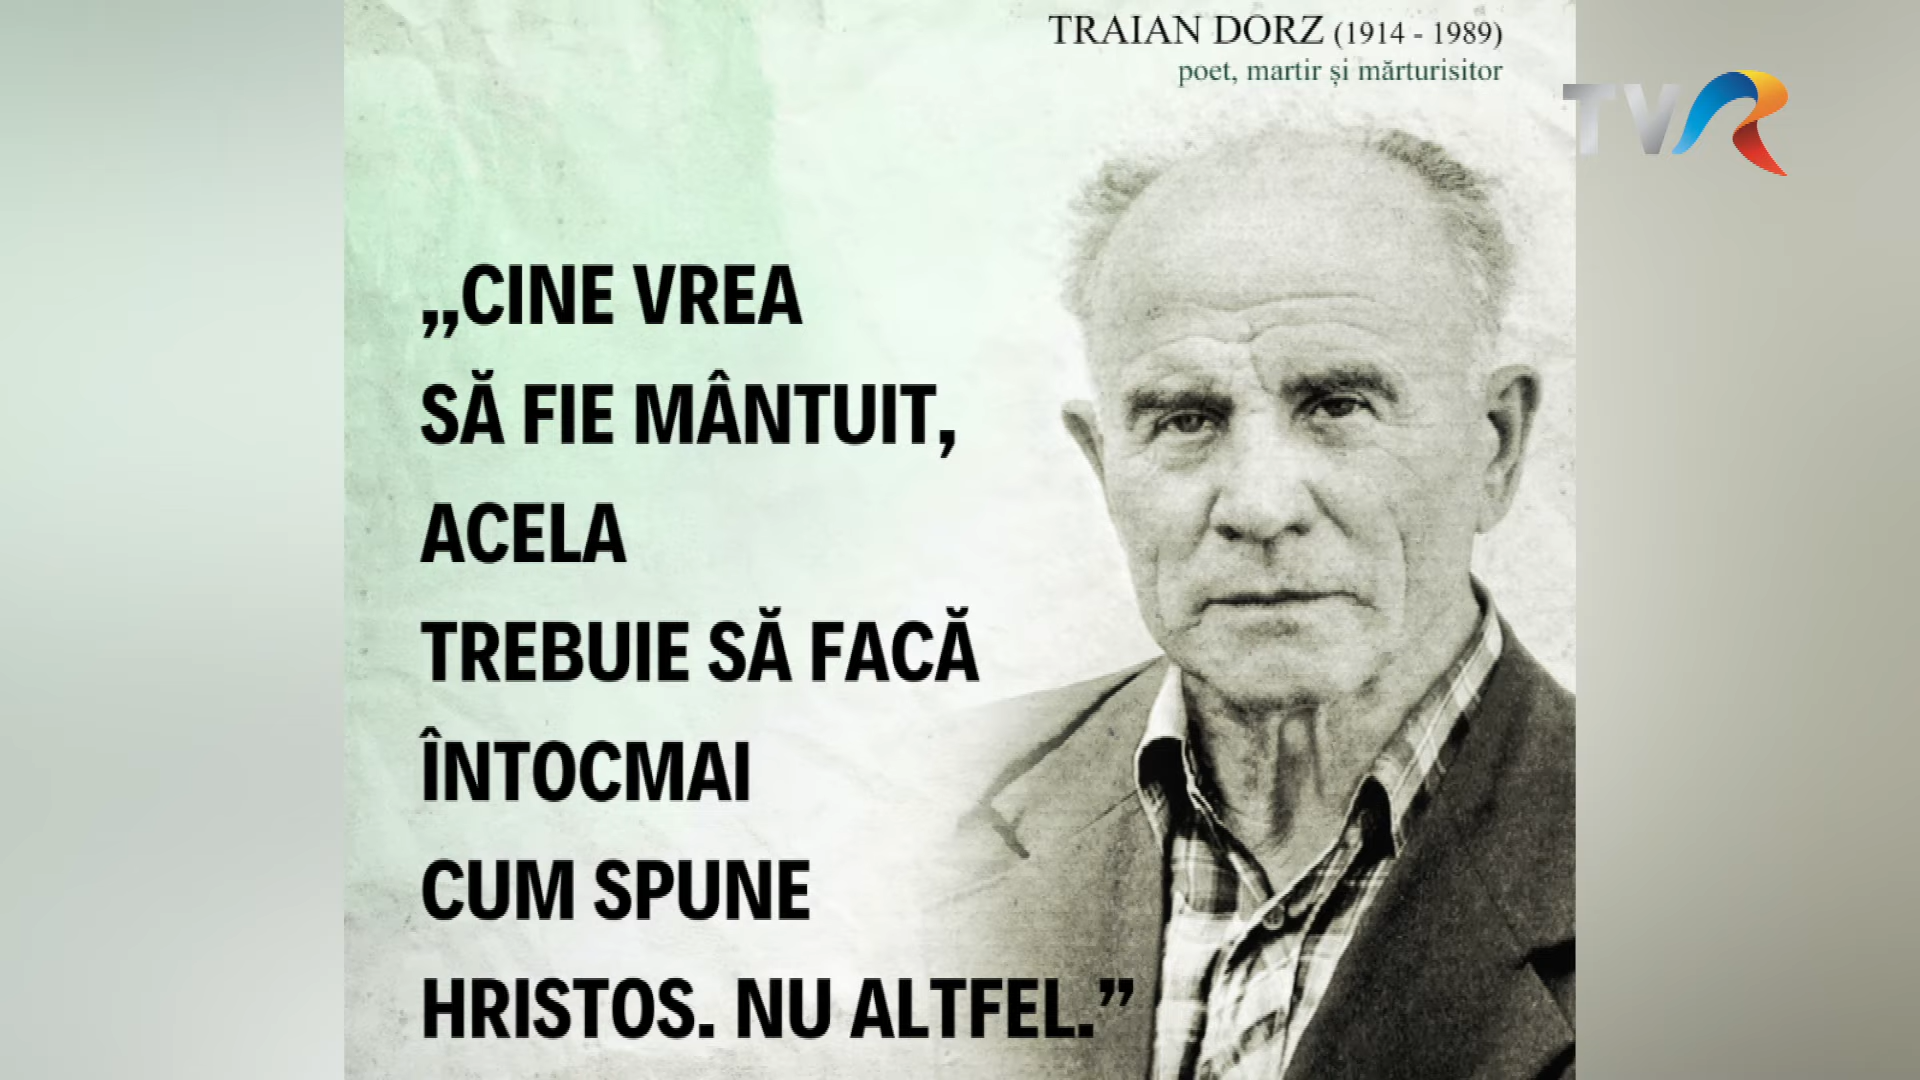 TRAIAN DORZ (1914 - 1989)
poet, martir și mărturisitor
TVR
„CINE VREA
SĂ FIE MÂNTUIT,
ACELA
TREBUIE SĂ FACĂ
ÎNTOCMAI
CUM SPUNE
HRISTOS. NU ALTFEL.”